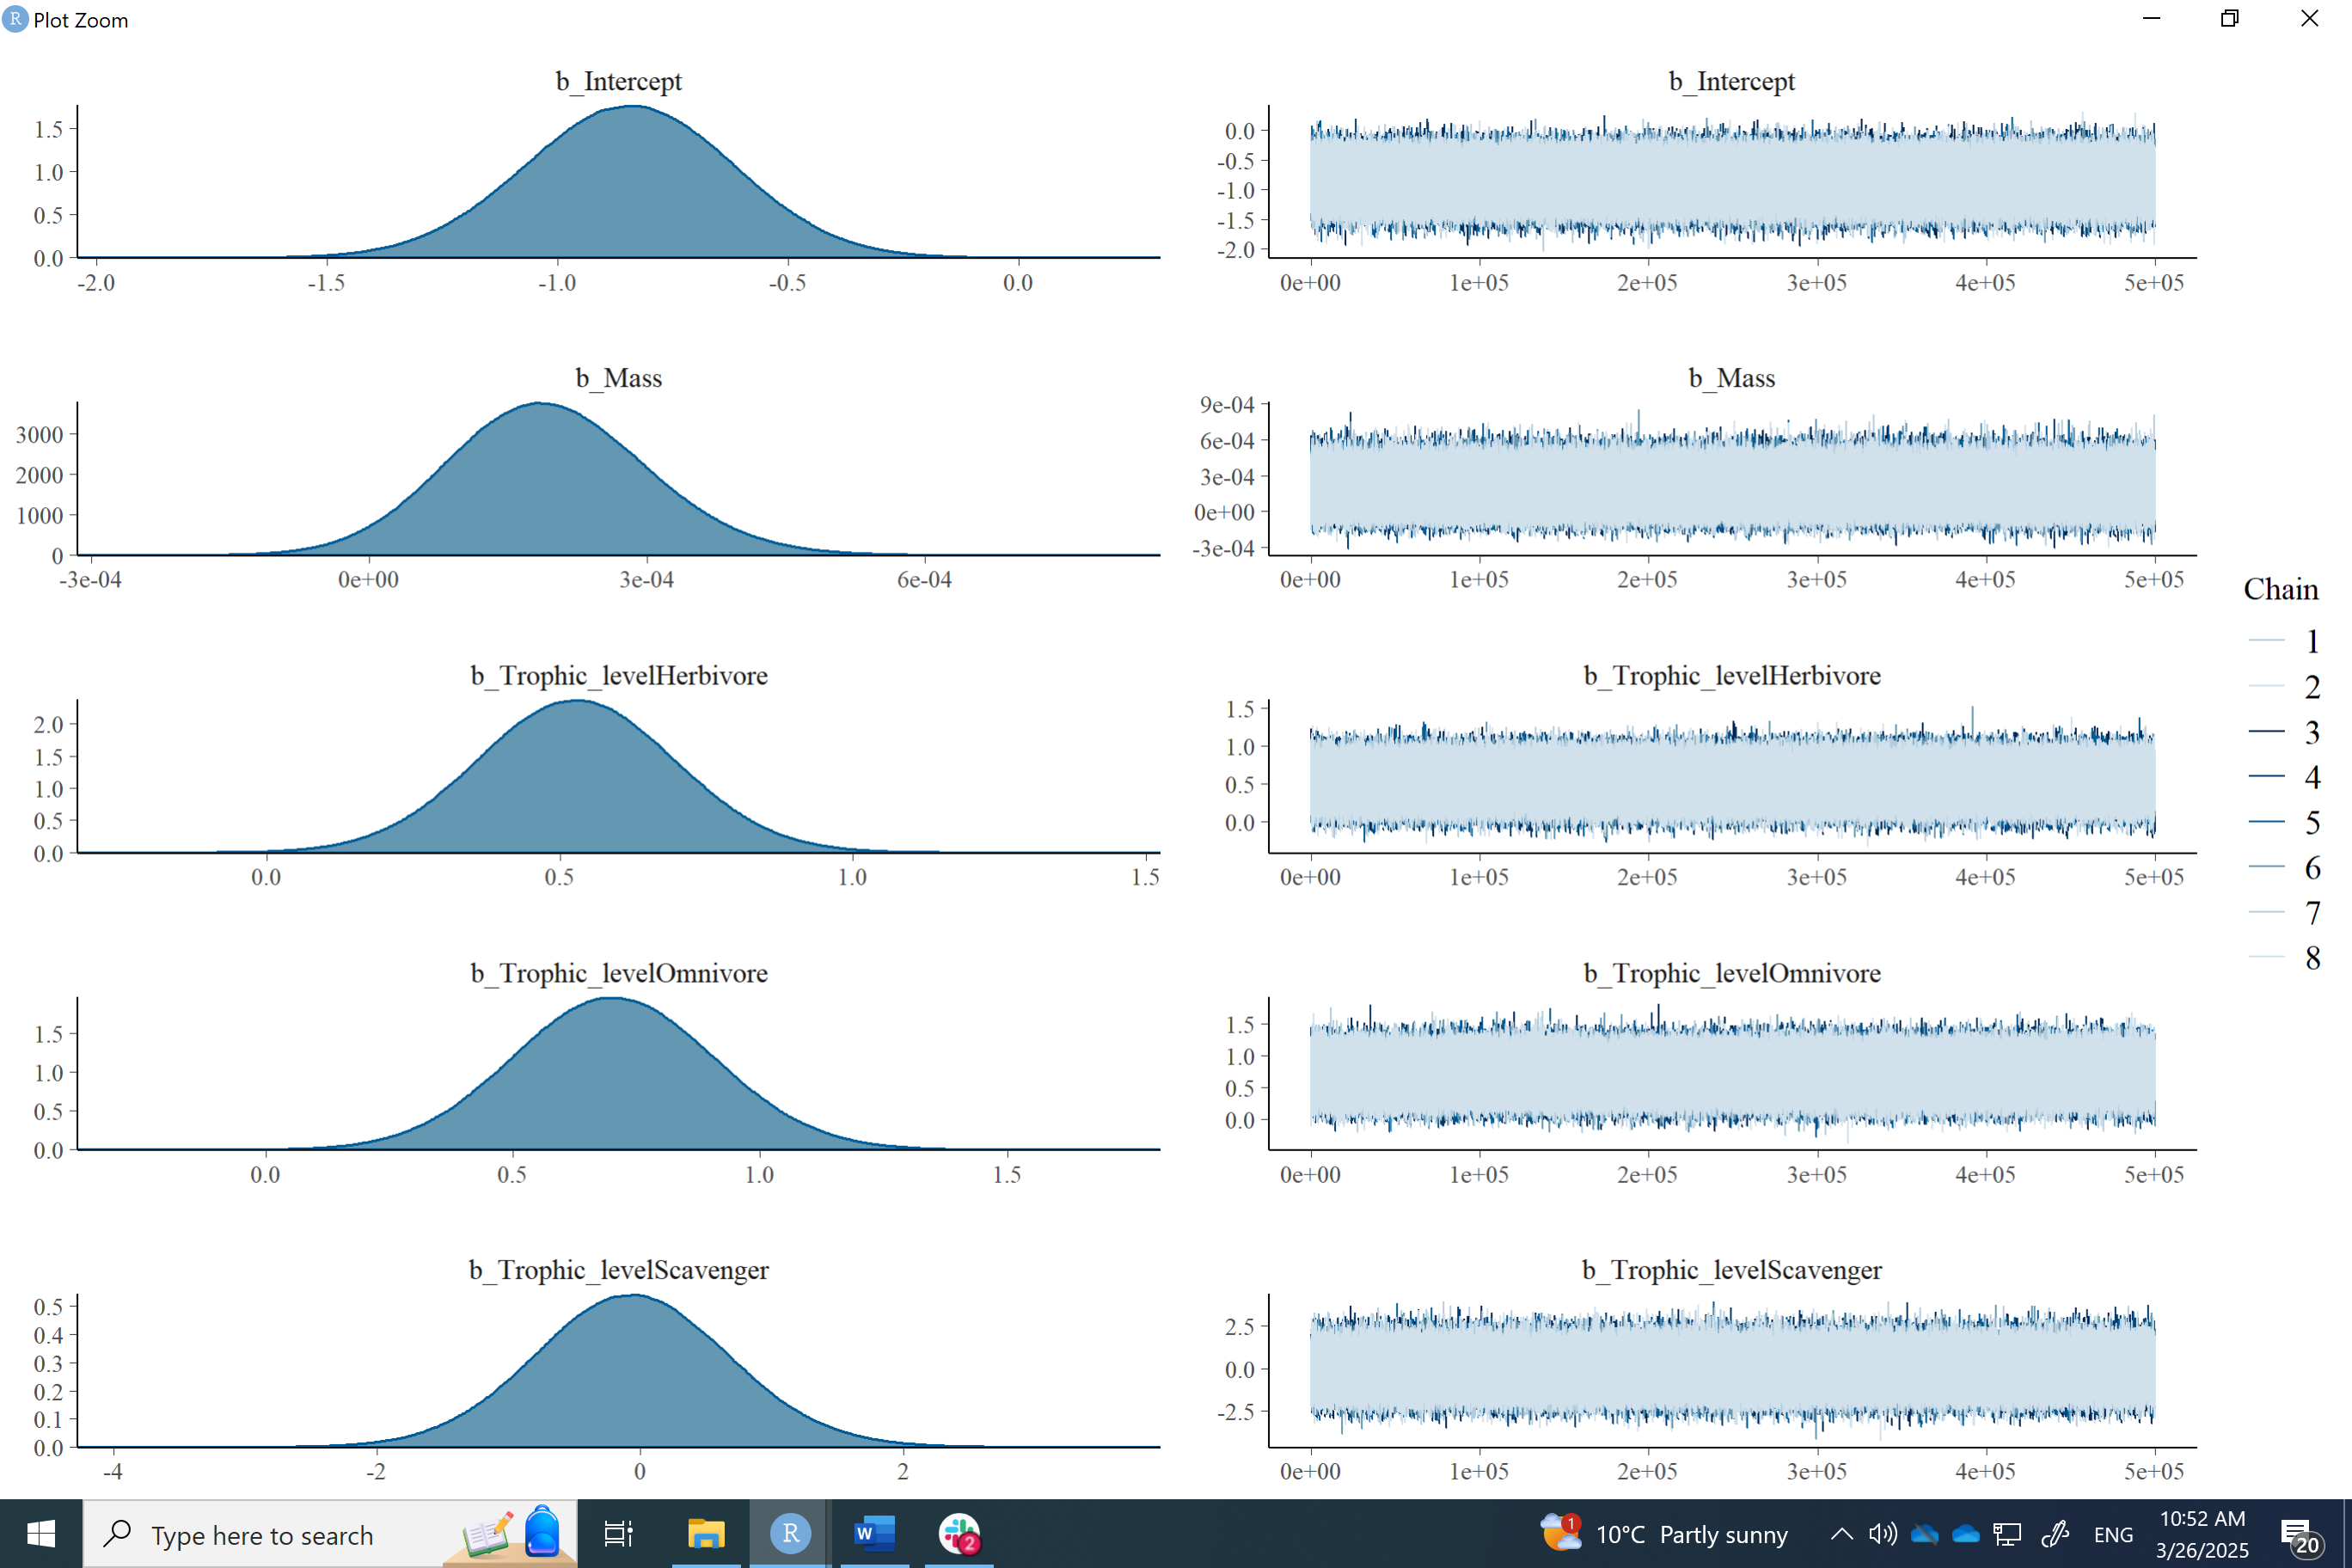 Plot Zoom
b_Intercept
1.5
1.0
0.5
0.0
-2.0 -1.5 -1.0 -0.5 0.0
b_Intercept
0.0
-0.5
-1.0
-1.5
-2.0
0e+00 1e+05 2e+05 3e+05 4e+05 5e+05
b_Mass
3000
2000
1000
0
-3e-04 0e+00 3e-04 6e-04
b_Mass
9e-04
6e-04
3e-04
0e+00
-3e-04
0e+00 1e+05 2e+05 3e+05 4e+05 5e+05
b_Trophic_levelHerbivore
2.0
1.5
1.0
0.5
0.0
0.0 0.5 1.0 1.5
b_Trophic_levelHerbivore
1.5
1.0
0.5
0.0
0e+00 1e+05 2e+05 3e+05 4e+05 5e+05
b_Trophic_levelOmnivore
1.5
1.0
0.5
0.0
0.0 0.5 1.0 1.5
b_Trophic_levelOmnivore
1.5
1.0
0.5
0.0
0e+00 1e+05 2e+05 3e+05 4e+05 5e+05
b_Trophic_levelScavenger
0.5
0.4
0.3
0.2
0.1
0.0
-4 -2 0 2
b_Trophic_levelScavenger
2.5
0.0
-2.5
0e+00 1e+05 2e+05 3e+05 4e+05 5e+05
Chain
1
2
3
4
5
6
7
8
Type here to search
R
W
2
1
10°C Partly sunny
ENG
10:52 AM
3/26/2025
20